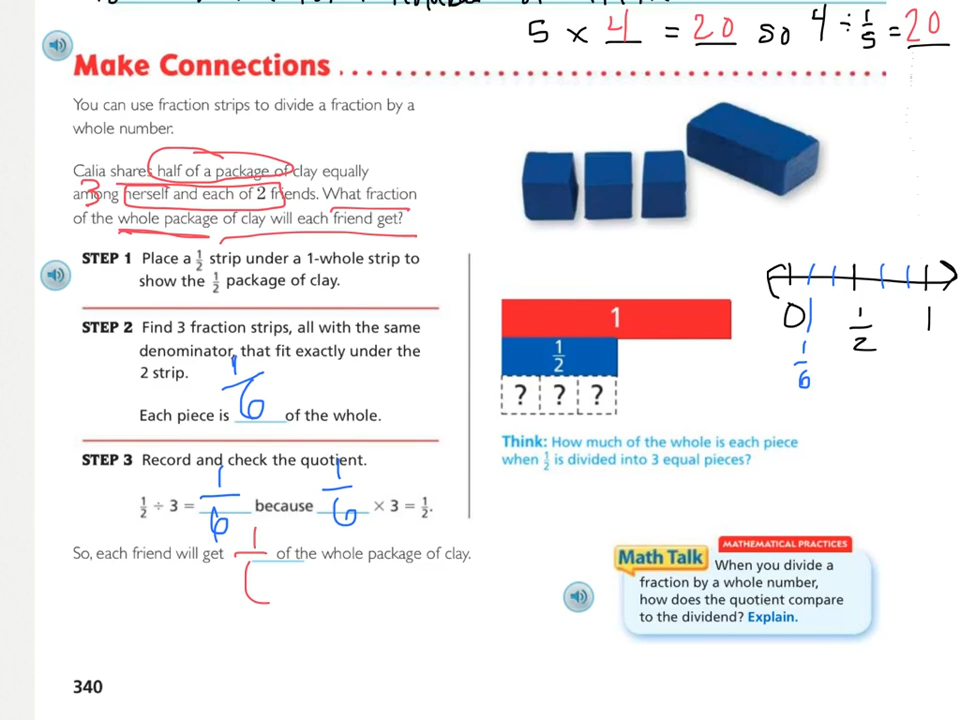 5 × 4 = 20 so 4 ÷ 1/5 = 20
Make Connections
You can use fraction strips to divide a fraction by a
whole number.
Calia shares half of a package of clay equally
3
among herself and each of 2 friends. What fraction
of the whole package of clay will each friend get?
STEP 1 Place a 1/2 strip under a 1-whole strip to
show the 1/2 package of clay.
STEP 2 Find 3 fraction strips, all with the same
denominator, that fit exactly under the
2 strip.
Each piece is 1/6 of the whole.
STEP 3 Record and check the quotient.
1/2 ÷ 3 = 1/6 because 1/6 × 3 = 1/2.
So, each friend will get 1/ of the whole package of clay.
0 1/2 1
1/6
1
1/2
? ? ?
Think: How much of the whole is each piece
when 1/2 is divided into 3 equal pieces?
MATHEMATICAL PRACTICES
Math Talk When you divide a
fraction by a whole number,
how does the quotient compare
to the dividend? Explain.
340